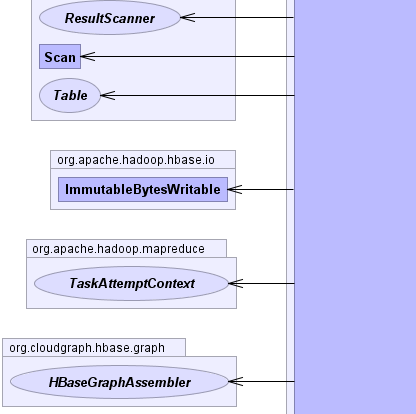 ResultScanner
Scan
Table
org.apache.hadoop.hbase.io
ImmutableBytesWritable
org.apache.hadoop.mapreduce
TaskAttemptContext
org.cloudgraph.hbase.graph
HBaseGraphAssembler